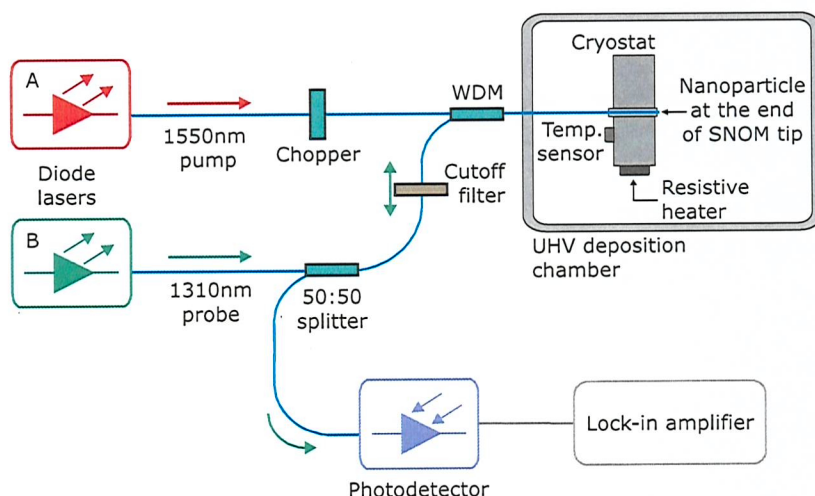 A
Diode
lasers
1550nm
pump
Chopper
WDM
Cryostat
Nanoparticle
at the end
of SNOM tip
Temp.
sensor
Cutoff
filter
Resistive
heater
B
1310nm
probe
50:50
splitter
UHV deposition
chamber
Photodetector
Lock-in amplifier